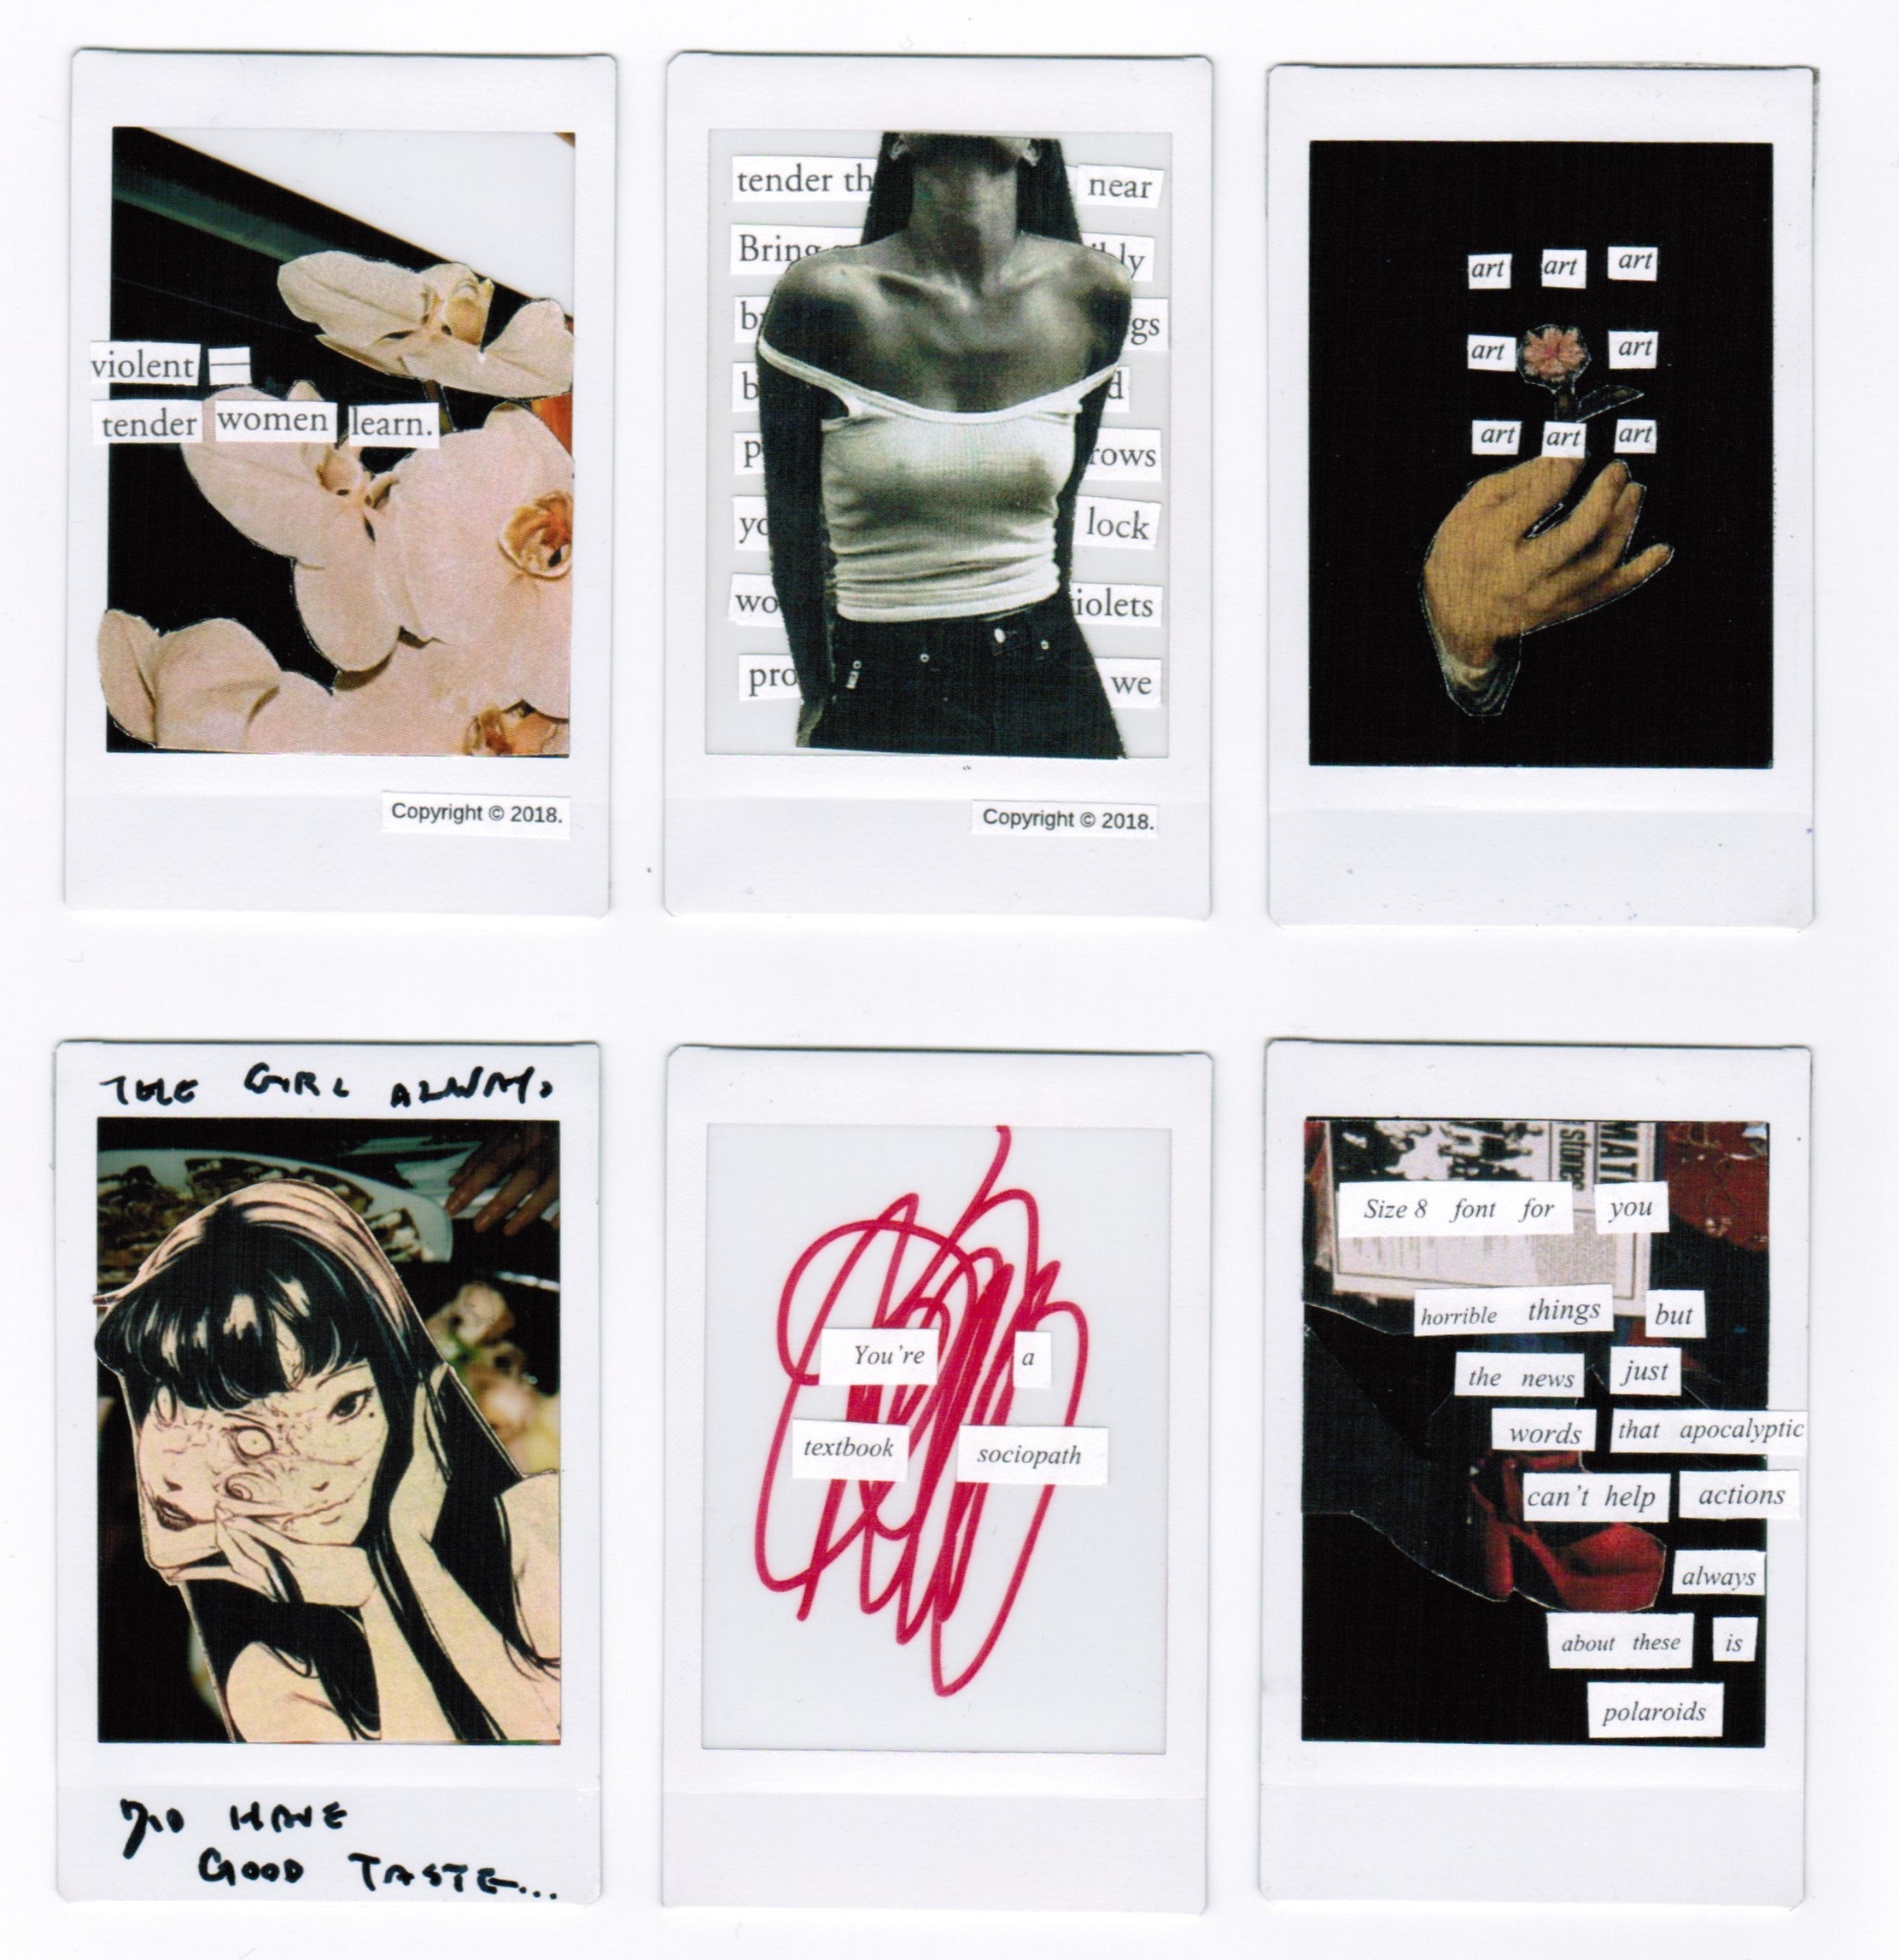 violent —
tender women learn.
Copyright © 2018.
tender th near
Bring
lock
wo iolets
pro we
Copyright © 2018.
art art art
art art
art art art
THE GIRL ALWAYS
DID HAVE
GOOD TASTE...
You're a
textbook sociopath
Size 8 font for you
horrible things but
the news just
words that apocalyptic
can't help actions
always
about these is
polaroids